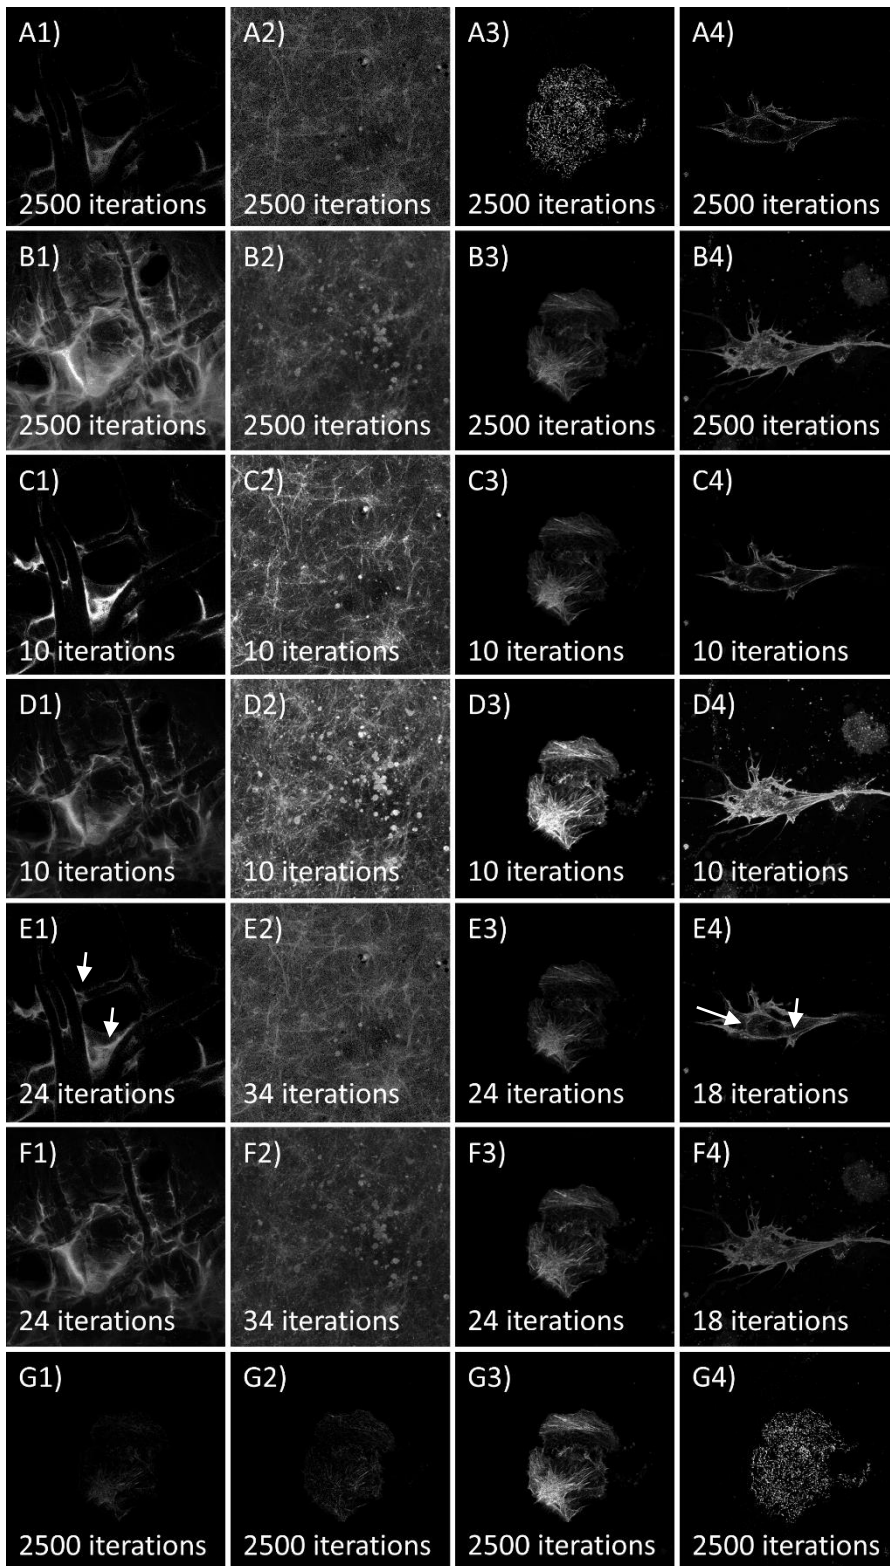 A1)
A2)
A3)
A4)
2500 iterations
2500 iterations
2500 iterations
2500 iterations
B1)
B2)
B3)
B4)
2500 iterations
2500 iterations
2500 iterations
2500 iterations
C1)
C2)
C3)
C4)
10 iterations
10 iterations
10 iterations
10 iterations
D1)
D2)
D3)
D4)
10 iterations
10 iterations
10 iterations
10 iterations
E1)
E2)
E3)
E4)
24 iterations
34 iterations
24 iterations
18 iterations
F1)
F2)
F3)
F4)
24 iterations
34 iterations
24 iterations
18 iterations
G1)
G2)
G3)
G4)
2500 iterations
2500 iterations
2500 iterations
2500 iterations